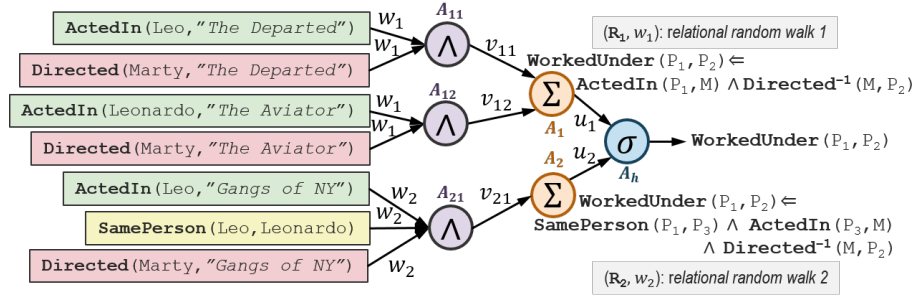 ActedIn(Leo,"The Departed")
Directed(Marty,"The Departed")
ActedIn(Leonardo,"The Aviator")
Directed(Marty,"The Aviator")
ActedIn(Leo,"Gangs of NY")
SamePerson(Leo,Leonardo)
Directed(Marty,"Gangs of NY")
w₁
w₁
w₁
w₁
w₂
w₂
w₂
A₁₁
∧
A₁₂
∧
A₂₁
∧
v₁₁
v₁₂
v₂₁
Σ
A₁
A₂
Σ
u₁
u₂
σ
Aₕ
(R₁, w₁): relational random walk 1
WorkedUnder(P₁,P₂)⇐
ActedIn(P₁,M) ∧Directed⁻¹(M,P₂)
WorkedUnder(P₁,P₂)
WorkedUnder(P₁,P₂)⇐
SamePerson(P₁,P₃) ∧ ActedIn(P₃,M)
∧ Directed⁻¹(M,P₂)
(R₂, w₂): relational random walk 2